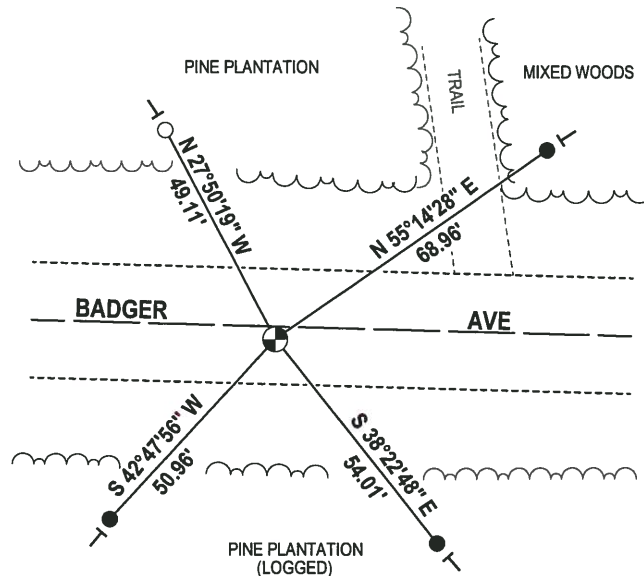 PINE PLANTATION
TRAIL
MIXED WOODS
N 27°50'19" W
49.11'
N 55°14'28" E
68.96'
BADGER AVE
S 42°47'56" W
50.96'
S 38°22'48" E
54.01'
PINE PLANTATION
(LOGGED)